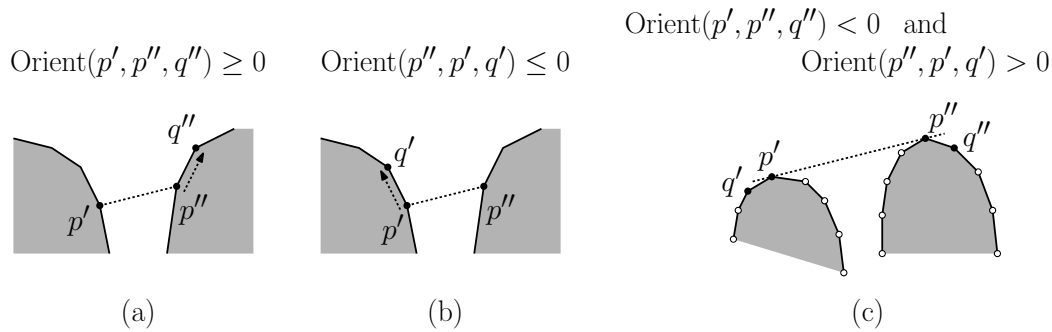 Orient(p′, p″, q″) < 0 and
Orient(p′, p″, q″) ≥ 0
Orient(p″, p′, q′) ≤ 0
Orient(p″, p′, q′) > 0
q″
p′
p″
q′
p′
p″
q′
p′
p″
q″
(a)
(b)
(c)